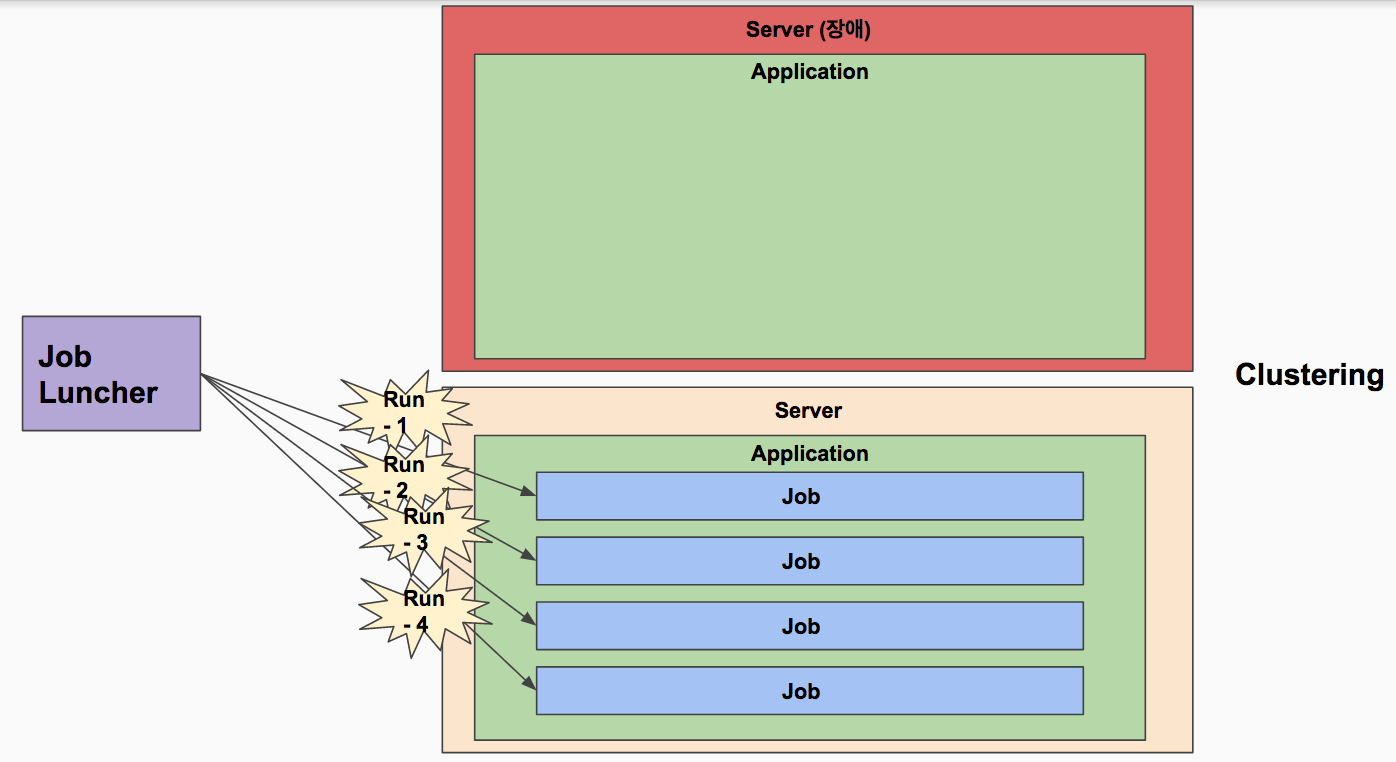 Server (장애)
Application
Job
Luncher
Clustering
Run
- 1
Run
- 2
Run
- 3
Run
- 4
Server
Application
Job
Job
Job
Job